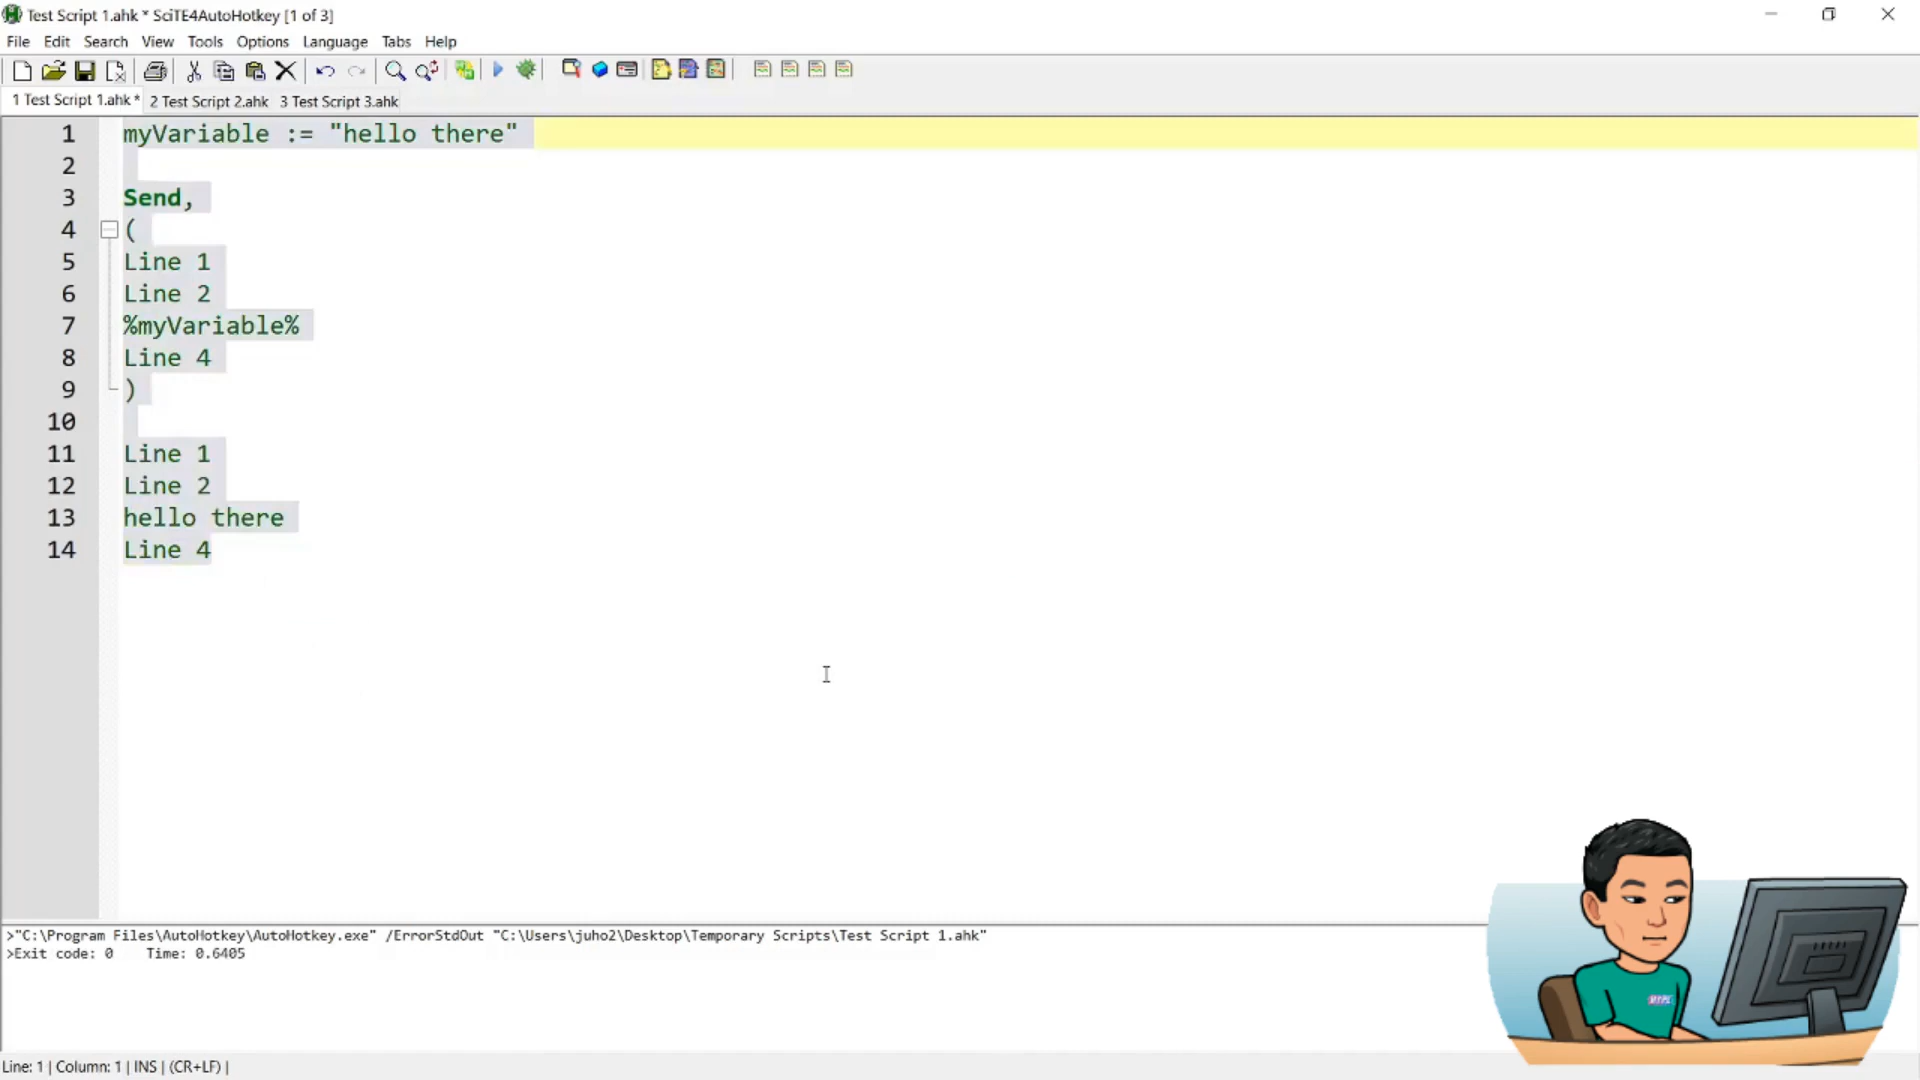 Test Script 1.ahk * SciTE4AutoHotkey [1 of 3]
File Edit Search View Tools Options Language Tabs Help
1 Test Script 1.ahk * 2 Test Script 2.ahk 3 Test Script 3.ahk
1 myVariable := "hello there"
2
3 Send,
4 (
5 Line 1
6 Line 2
7 %myVariable%
8 Line 4
9 )
10
11 Line 1
12 Line 2
13 hello there
14 Line 4
>"C:\Program Files\AutoHotkey\AutoHotkey.exe" /ErrorStdOut "C:\Users\juho2\Desktop\Temporary Scripts\Test Script 1.ahk"
>Exit code: 0 Time: 0.6405
Line: 1 | Column: 1 | INS | (CR+LF) |